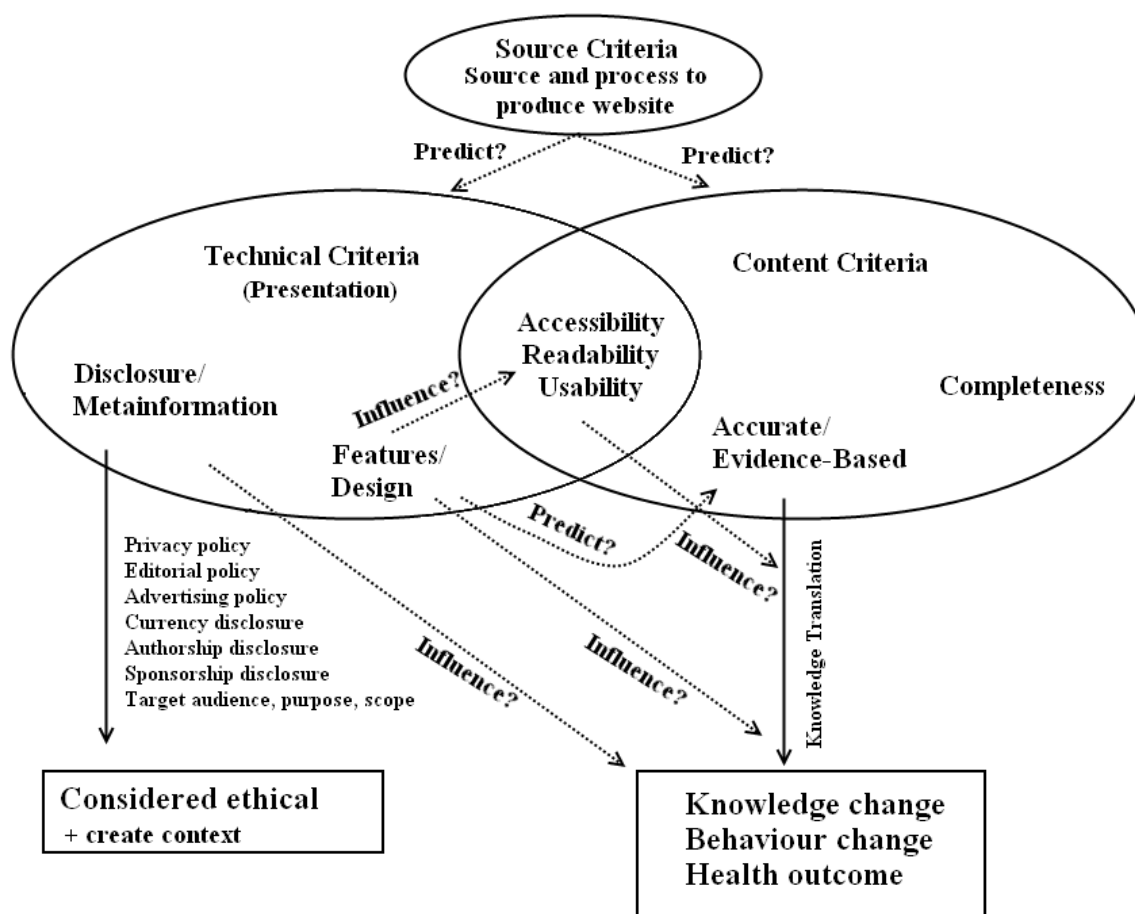 Source Criteria
Source and process to
produce website
Predict?
Predict?
Technical Criteria
(Presentation)
Content Criteria
Accessibility
Readability
Usability
Disclosure/
Metainformation
Influence?
Features/
Design
Completeness
Accurate/
Evidence-Based
Predict?
Influence?
Privacy policy
Editorial policy
Advertising policy
Currency disclosure
Authorship disclosure
Sponsorship disclosure
Target audience, purpose, scope
Influence?
Influence?
Knowledge Translation
Considered ethical
+ create context
Knowledge change
Behaviour change
Health outcome